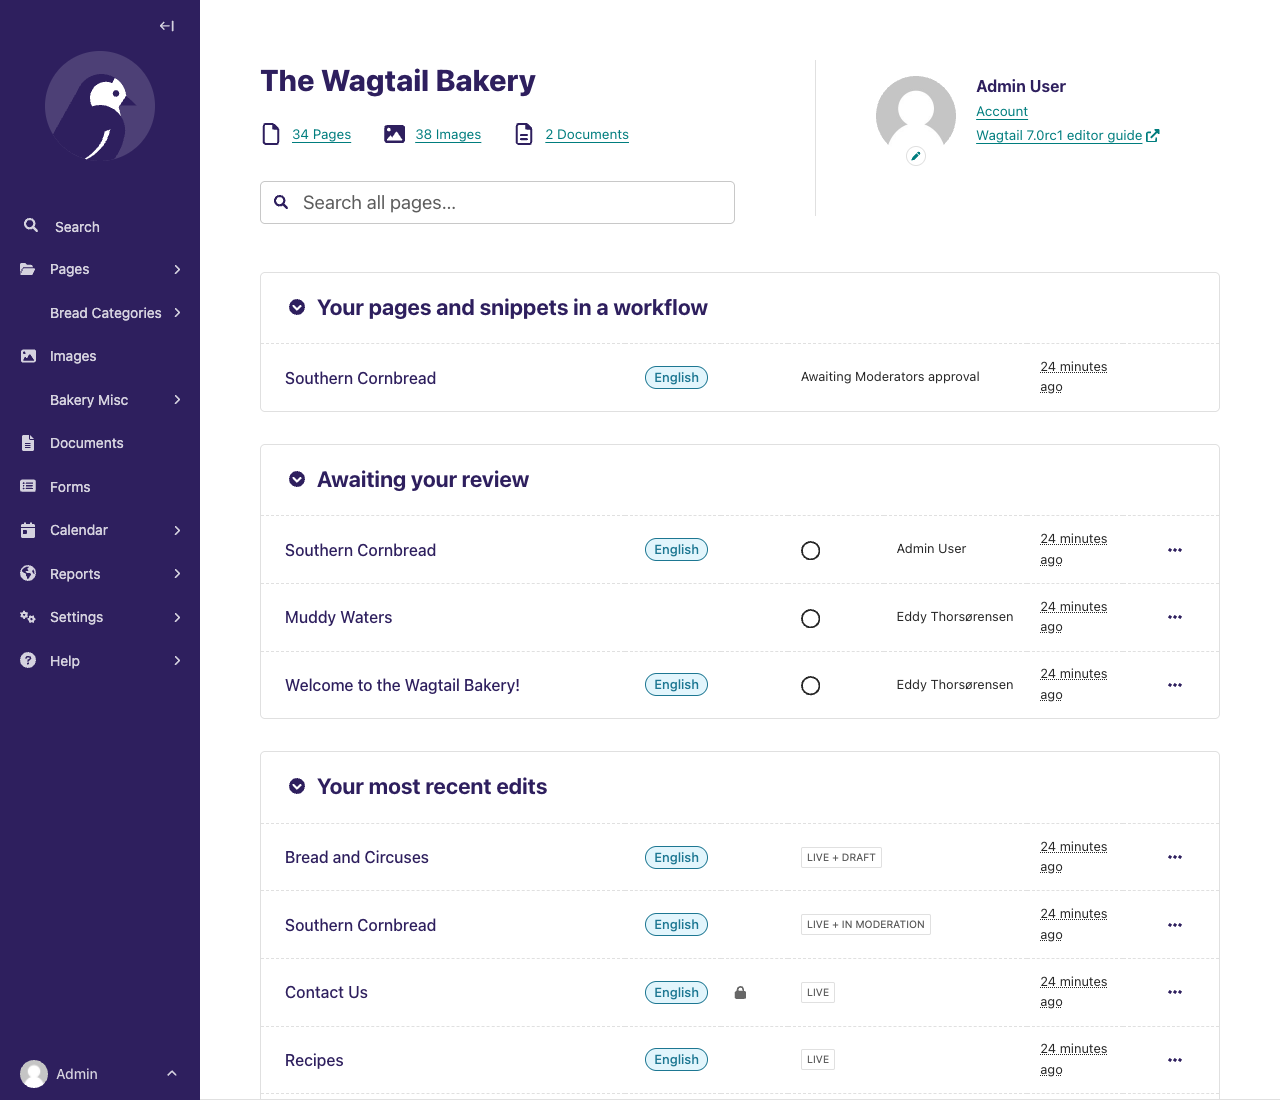 The Wagtail Bakery
34 Pages
38 Images
2 Documents
Search all pages...
Admin User
Account
Wagtail 7.0rc1 editor guide
Search
Pages
Bread Categories
Images
Bakery Misc
Documents
Forms
Calendar
Reports
Settings
Help
Admin
Your pages and snippets in a workflow
Southern Cornbread English Awaiting Moderators approval 24 minutes
ago
Awaiting your review
Southern Cornbread English Admin User 24 minutes
ago
Muddy Waters Eddy Thorsørensen 24 minutes
ago
Welcome to the Wagtail Bakery! English Eddy Thorsørensen 24 minutes
ago
Your most recent edits
Bread and Circuses English LIVE + DRAFT 24 minutes
ago
Southern Cornbread English LIVE + IN MODERATION 24 minutes
ago
Contact Us English LIVE 24 minutes
ago
Recipes English LIVE 24 minutes
ago